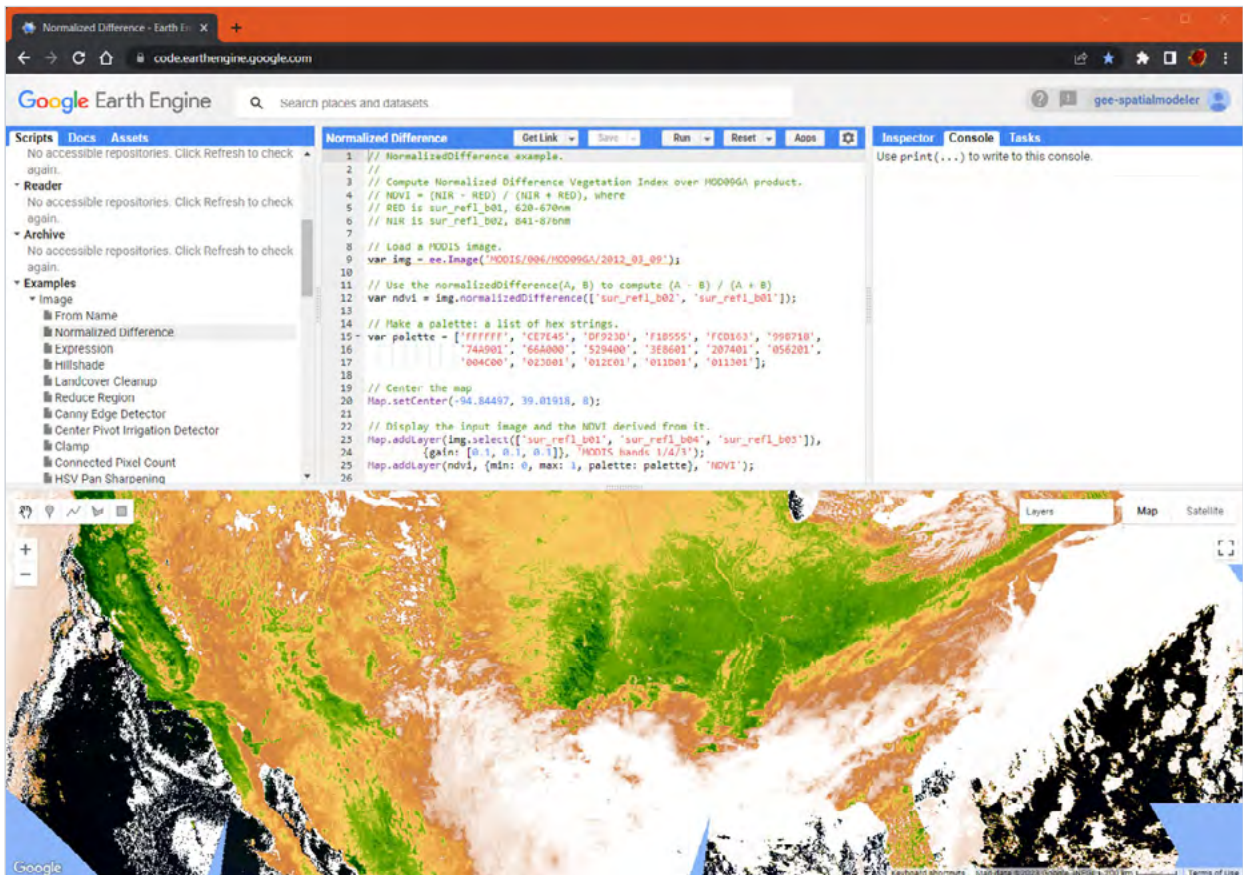 Normalized Difference - Earth En
code.earthengine.google.com
Google Earth Engine
Search places and datasets
gee-spatialmodeler
Scripts Docs Assets
No accessible repositories. Click Refresh to check
again.
Reader
No accessible repositories. Click Refresh to check
again.
Archive
No accessible repositories. Click Refresh to check
again.
Examples
Image
From Name
Normalized Difference
Expression
Hillshade
Landcover Cleanup
Reduce Region
Canny Edge Detector
Center Pivot Irrigation Detector
Clamp
Connected Pixel Count
HSV Pan Sharpening
Normalized Difference
Get Link Save Run Reset Apps
1 // NormalizedDifference example.
2 //
3 // Compute Normalized Difference Vegetation Index over MOD09GA product.
4 // NDVI = (NIR - RED) / (NIR + RED), where
5 // RED is sur_refl_b01, 620-670nm
6 // NIR is sur_refl_b02, 841-876nm
7
8 // Load a MODIS image.
9 var img = ee.Image('MODIS/006/MOD09GA/2012_03_09');
10
11 // Use the normalizedDifference(A, B) to compute (A - B) / (A + B)
12 var ndvi = img.normalizedDifference(['sur_refl_b02', 'sur_refl_b01']);
13
14 // Make a palette: a list of hex strings.
15 var palette = ['FFFFFF', 'CE7E45', 'DF923D', 'F1B555', 'FCD163', '99B718',
16 '74A901', '66A000', '529400', '3E8601', '207401', '056201',
17 '004C00', '023B01', '012E01', '011D01', '011301'];
18
19 // Center the map
20 Map.setCenter(-94.84497, 39.01918, 8);
21
22 // Display the input image and the NDVI derived from it.
23 Map.addLayer(img.select(['sur_refl_b01', 'sur_refl_b04', 'sur_refl_b03']),
24 {gain: [0.1, 0.1, 0.1]}, 'MODIS bands 1/4/3');
25 Map.addLayer(ndvi, {min: 0, max: 1, palette: palette}, 'NDVI');
26
Inspector Console Tasks
Use print(...) to write to this console.
Layers
Map Satellite
Google
Keyboard shortcuts
Terms of Use